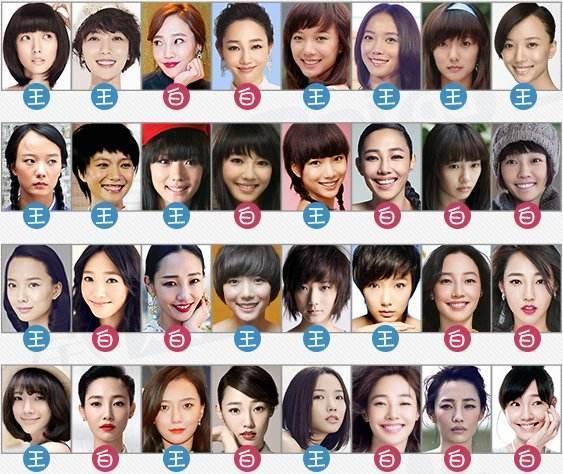 王 王 白 白 王 王 王 王
王 王 王 白 王 白 白 白
王 白 白 王 王 王 白 白
王 白 王 白 王 白 白 白